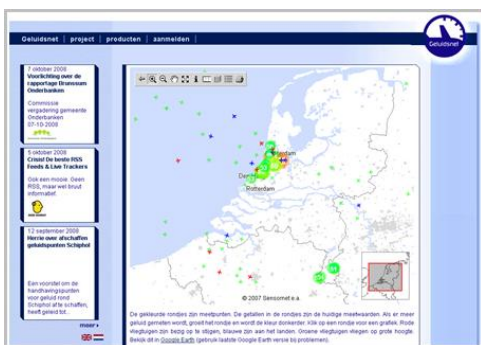 Geluidsnet
Geluidsnet | project | producten | aanmelden |
7 oktober 2008
Voorlichting over de
rapportage Brunssum
Onderbanken
Commissie
vergadering gemeente
Onderbanken
07-10-2008
5 oktober 2008
Crisis! De beste RSS
Feeds & Live Trackers
Ook een mooie. Geen
RSS, maar wel bruut
informatief.
12 september 2008
Herrie over afschaffen
geluidspunten Schiphol
Een voorstel om de
handhavingspunten
voor geluid rond
Schiphol af te schaffen,
heeft geleid tot...
meer
Rotterdam
© 2007 Sensornet e.a.
De gekleurde rondjes zijn meetpunten. De getallen in de rondjes zijn de huidige meetwaarden. Als er meer
geluid gemeten wordt, groeit het rondje en wordt de kleur donkerder. Klik op een rondje voor een grafiek. Rode
vliegtuigen zijn bezig op te stijgen, blauwe zijn aan het landen. Groene vliegtuigen vliegen op grote hoogte
Bekijk dit in Google Earth (gebruik laatste Google Earth versie bij problemen).